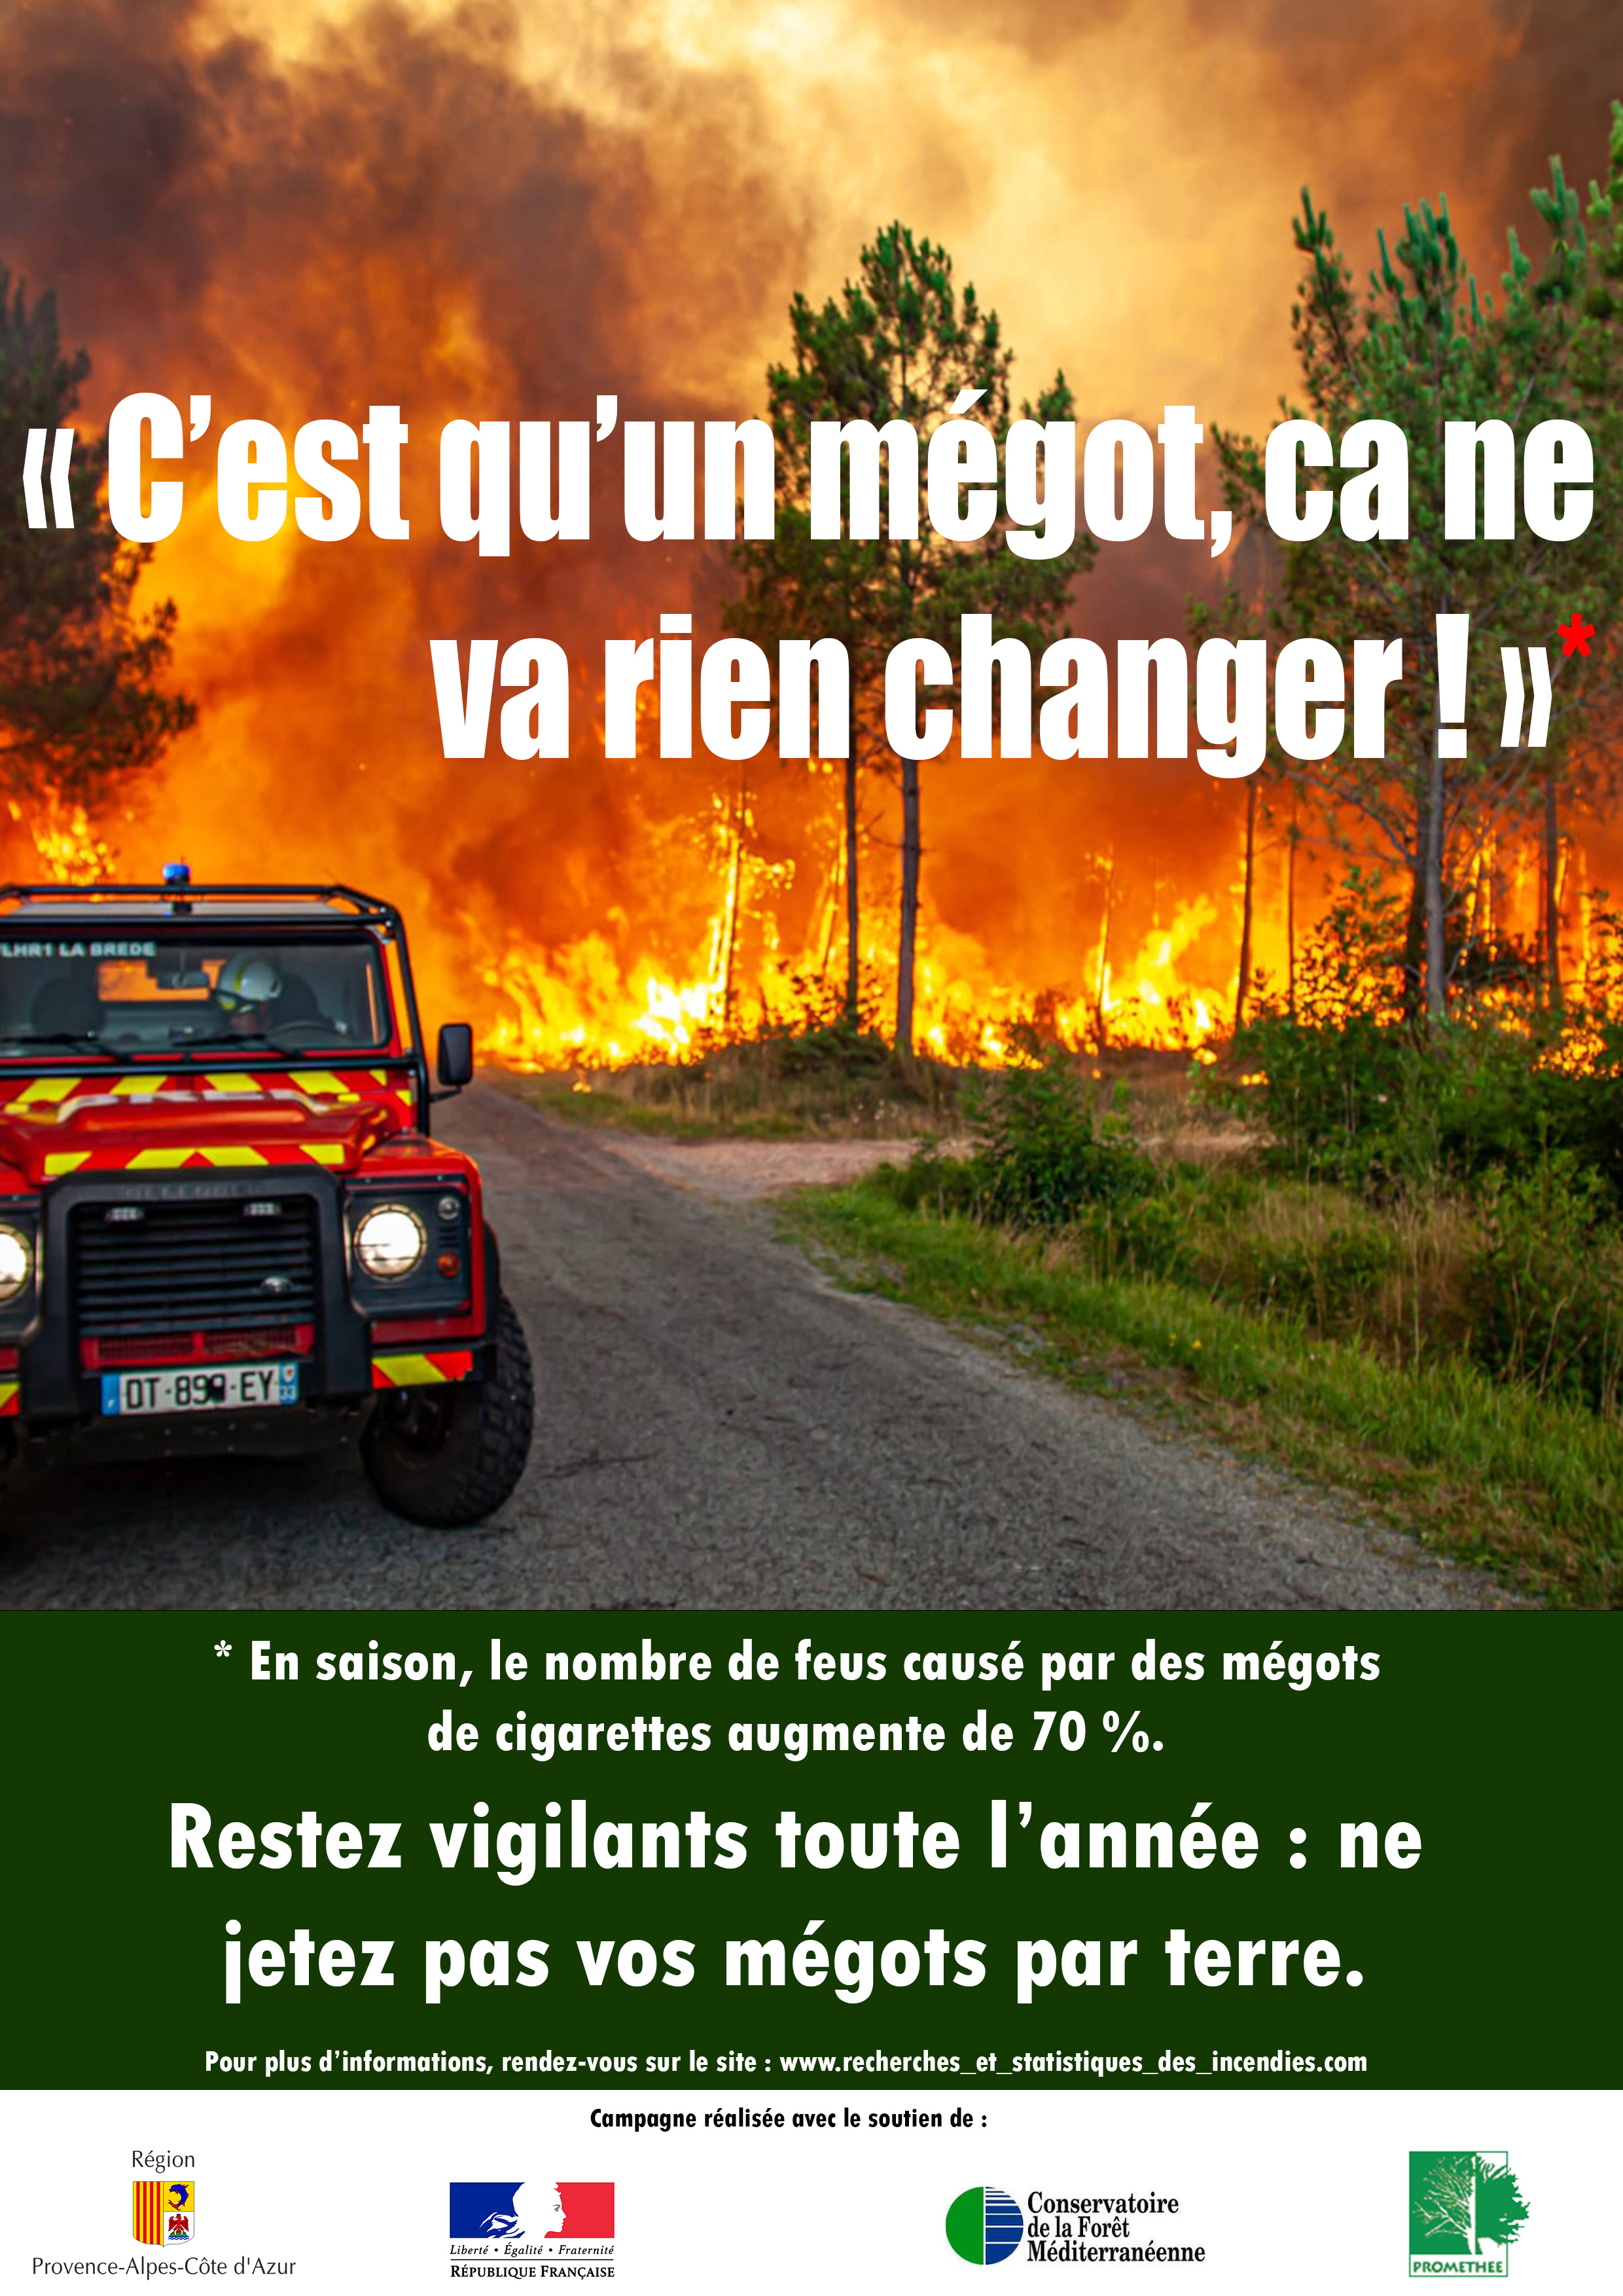 « C’est qu’un mégot, ca ne
va rien changer ! »*
LHR1 LA BREDE
DT-899-EY
33
* En saison, le nombre de feus causé par des mégots
de cigarettes augmente de 70 %.
Restez vigilants toute l’année : ne
jetez pas vos mégots par terre.
Pour plus d’informations, rendez-vous sur le site : www.recherches_et_statistiques_des_incendies.com
Campagne réalisée avec le soutien de :
Région
Provence-Alpes-Côte d'Azur
Liberté • Égalité • Fraternité
RÉPUBLIQUE FRANÇAISE
Conservatoire
de la Forêt
Méditerranéenne
PROMETHEE